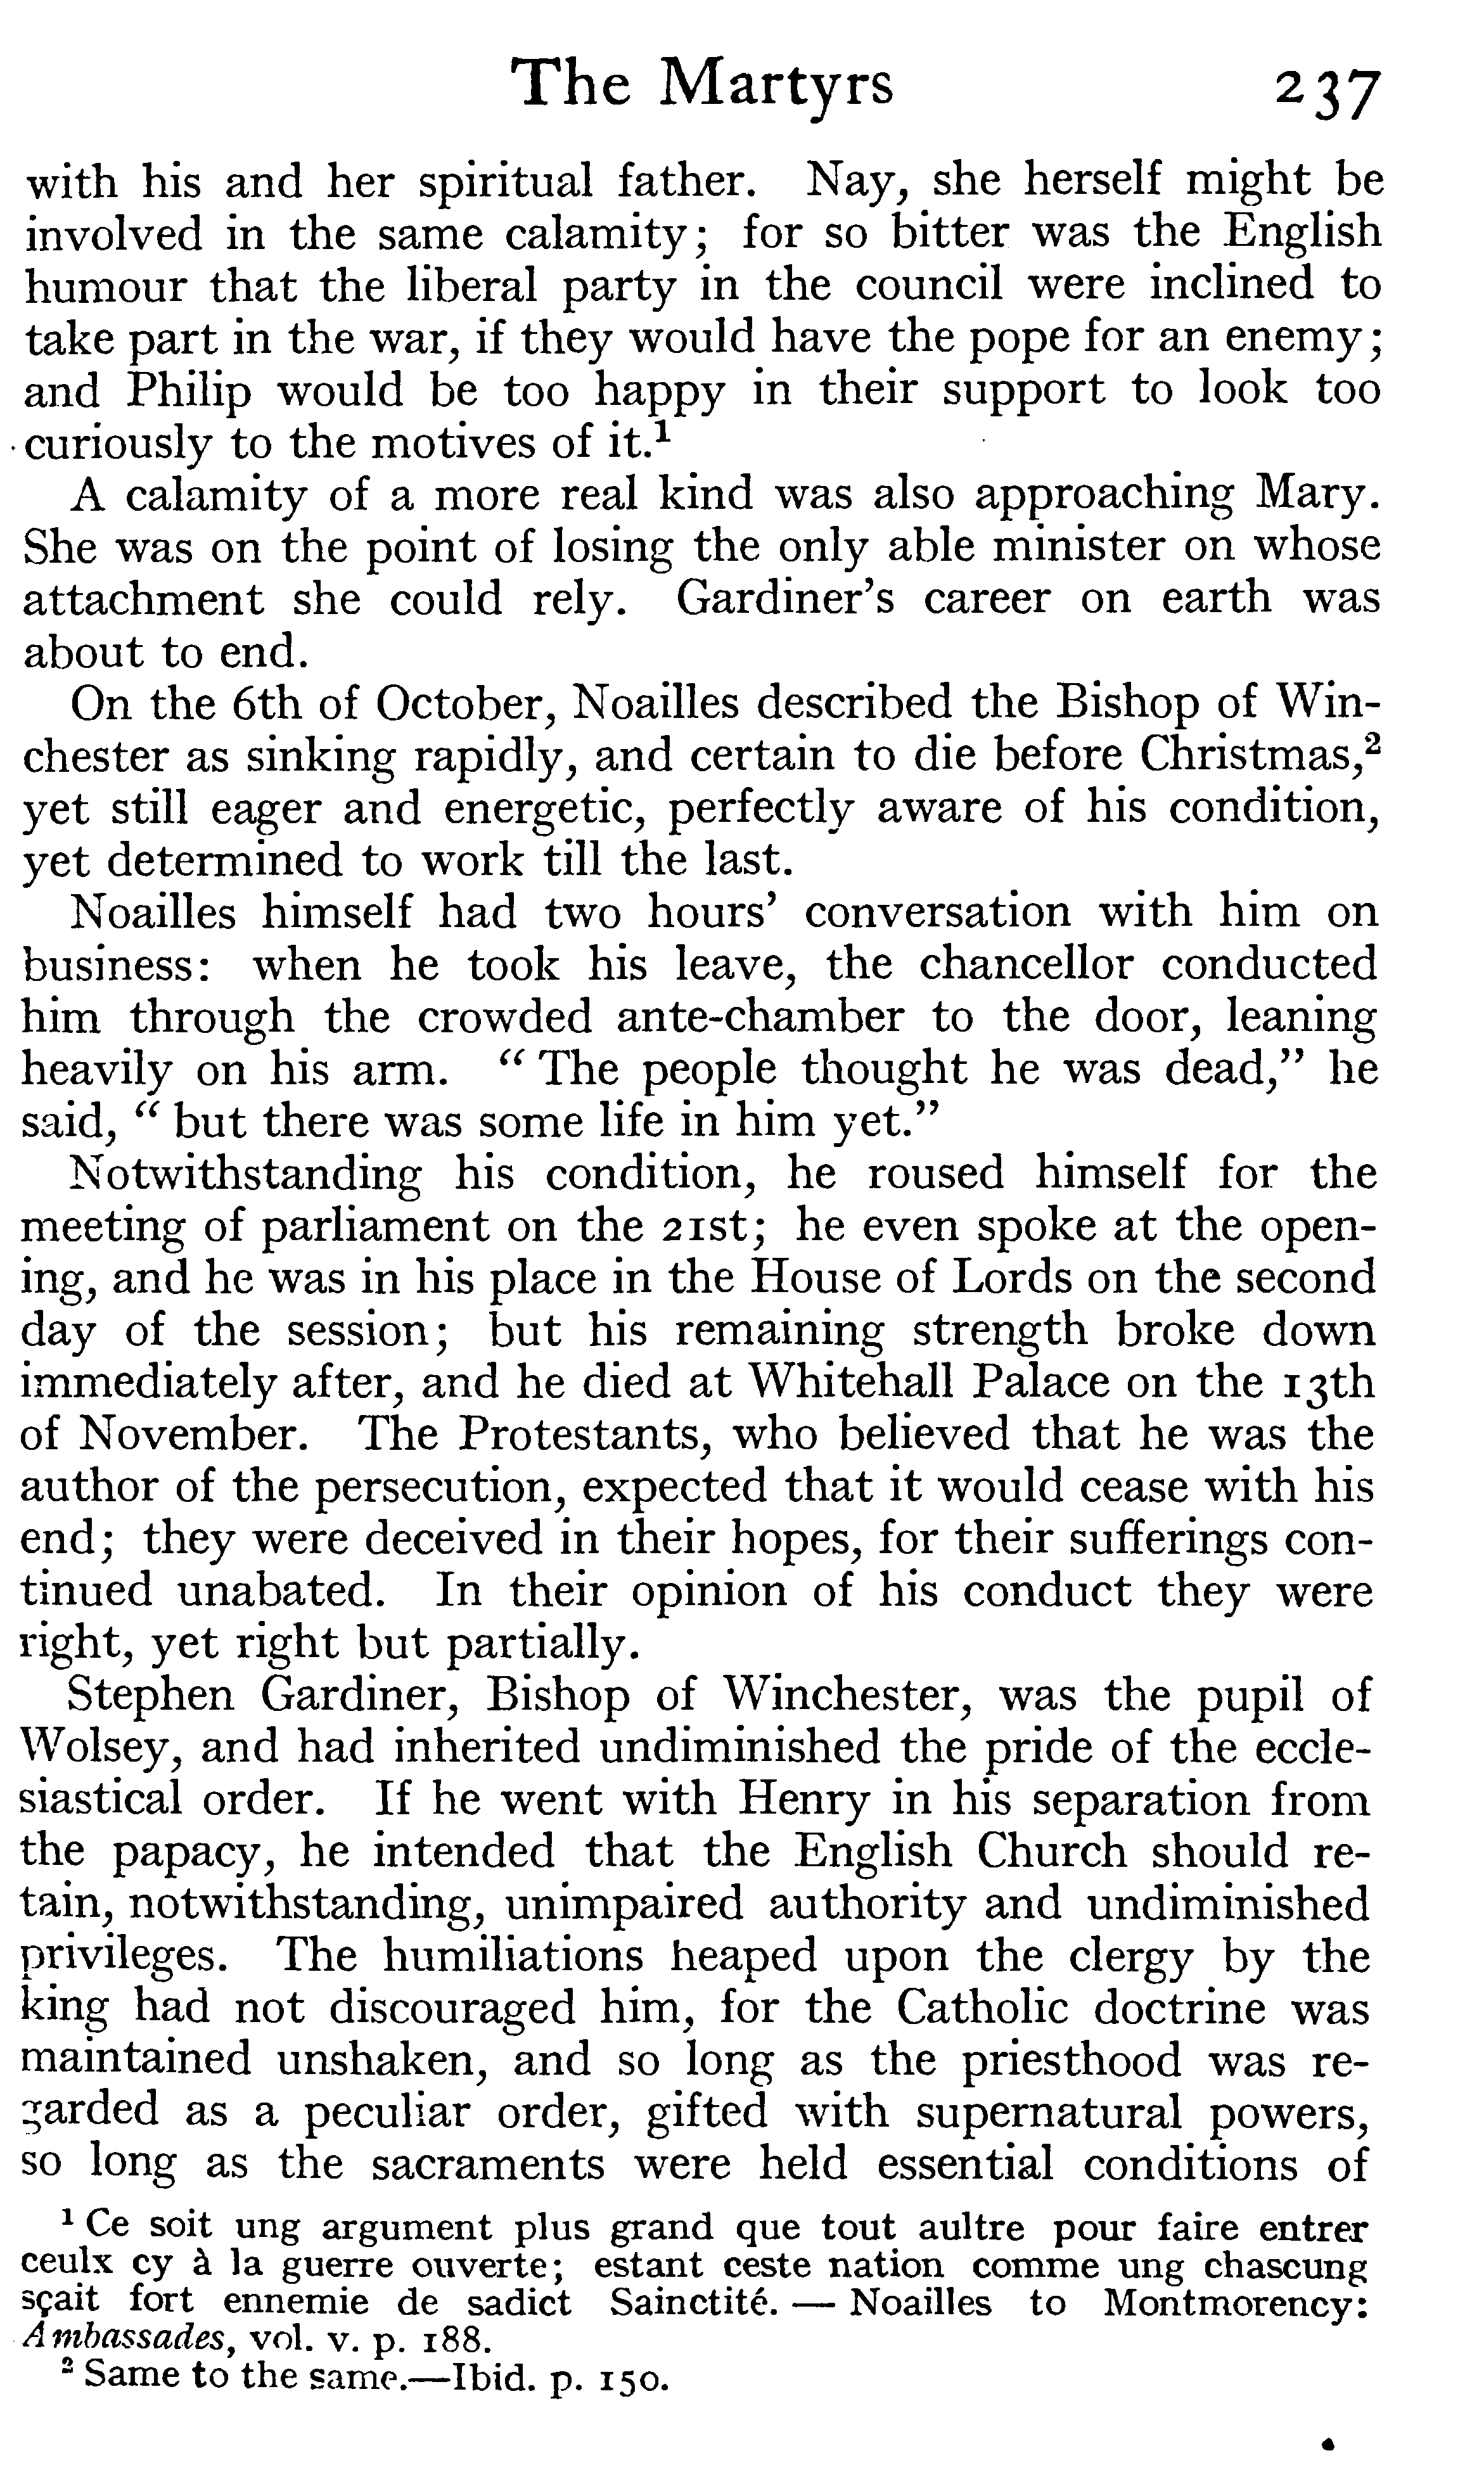 The Martyrs 237
with his and her spiritual father. Nay, she herself might be
involved in the same calamity; for so bitter was the English
humour that the liberal party in the council were inclined to
take part in the war, if they would have the pope for an enemy;
and Philip would be too happy in their support to look too
curiously to the motives of it.¹
A calamity of a more real kind was also approaching Mary.
She was on the point of losing the only able minister on whose
attachment she could rely. Gardiner's career on earth was
about to end.
On the 6th of October, Noailles described the Bishop of Win-
chester as sinking rapidly, and certain to die before Christmas,²
yet still eager and energetic, perfectly aware of his condition,
yet determined to work till the last.
Noailles himself had two hours' conversation with him on
business: when he took his leave, the chancellor conducted
him through the crowded ante-chamber to the door, leaning
heavily on his arm. "The people thought he was dead," he
said, "but there was some life in him yet."
Notwithstanding his condition, he roused himself for the
meeting of parliament on the 21st; he even spoke at the open-
ing, and he was in his place in the House of Lords on the second
day of the session; but his remaining strength broke down
immediately after, and he died at Whitehall Palace on the 13th
of November. The Protestants, who believed that he was the
author of the persecution, expected that it would cease with his
end; they were deceived in their hopes, for their sufferings con-
tinued unabated. In their opinion of his conduct they were
right, yet right but partially.
Stephen Gardiner, Bishop of Winchester, was the pupil of
Wolsey, and had inherited undiminished the pride of the eccle-
siastical order. If he went with Henry in his separation from
the papacy, he intended that the English Church should re-
tain, notwithstanding, unimpaired authority and undiminished
privileges. The humiliations heaped upon the clergy by the
king had not discouraged him, for the Catholic doctrine was
maintained unshaken, and so long as the priesthood was re-
garded as a peculiar order, gifted with supernatural powers,
so long as the sacraments were held essential conditions of
¹ Ce soit ung argument plus grand que tout aultre pour faire entrer
ceulx cy à la guerre ouverte; estant ceste nation comme ung chascung
sçait fort ennemie de sadict Sainctité. — Noailles to Montmorency:
Ambassades, vol. v. p. 188.
² Same to the same.—Ibid. p. 150.